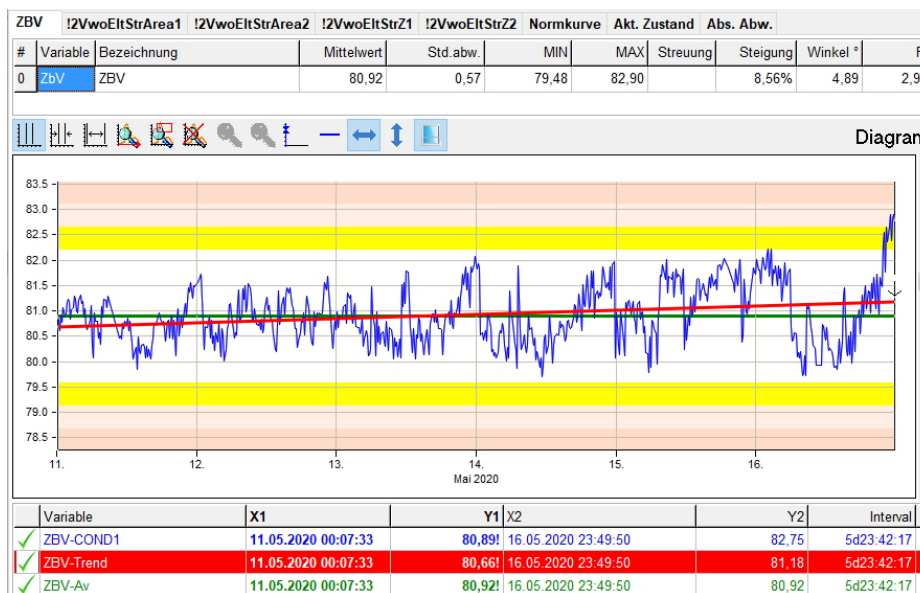 ZBV !2VwoEltStrArea1 !2VwoEltStrArea2 !2VwoEltStrZ1 !2VwoEltStrZ2 Normkurve Akt. Zustand Abs. Abw.
# Variable Bezeichnung Mittelwert Std.abw. MIN MAX Streuung Steigung Winkel °
0 ZbV ZBV 80,92 0,57 79,48 82,90 8,56% 4,89 2,9
Diagran
83.5
83.0
82.5
82.0
81.5
81.0
80.5
80.0
79.5
79.0
78.5
11. 12. 13. 14. 15. 16.
Mai 2020
Variable X1 Y1 X2 Y2 Interval
ZBV-COND1 11.05.2020 00:07:33 80,89! 16.05.2020 23:49:50 82,75 5d23:42:17
ZBV-Trend 11.05.2020 00:07:33 80,66! 16.05.2020 23:49:50 81,18 5d23:42:17
ZBV-Av 11.05.2020 00:07:33 80,92! 16.05.2020 23:49:50 80,92 5d23:42:17